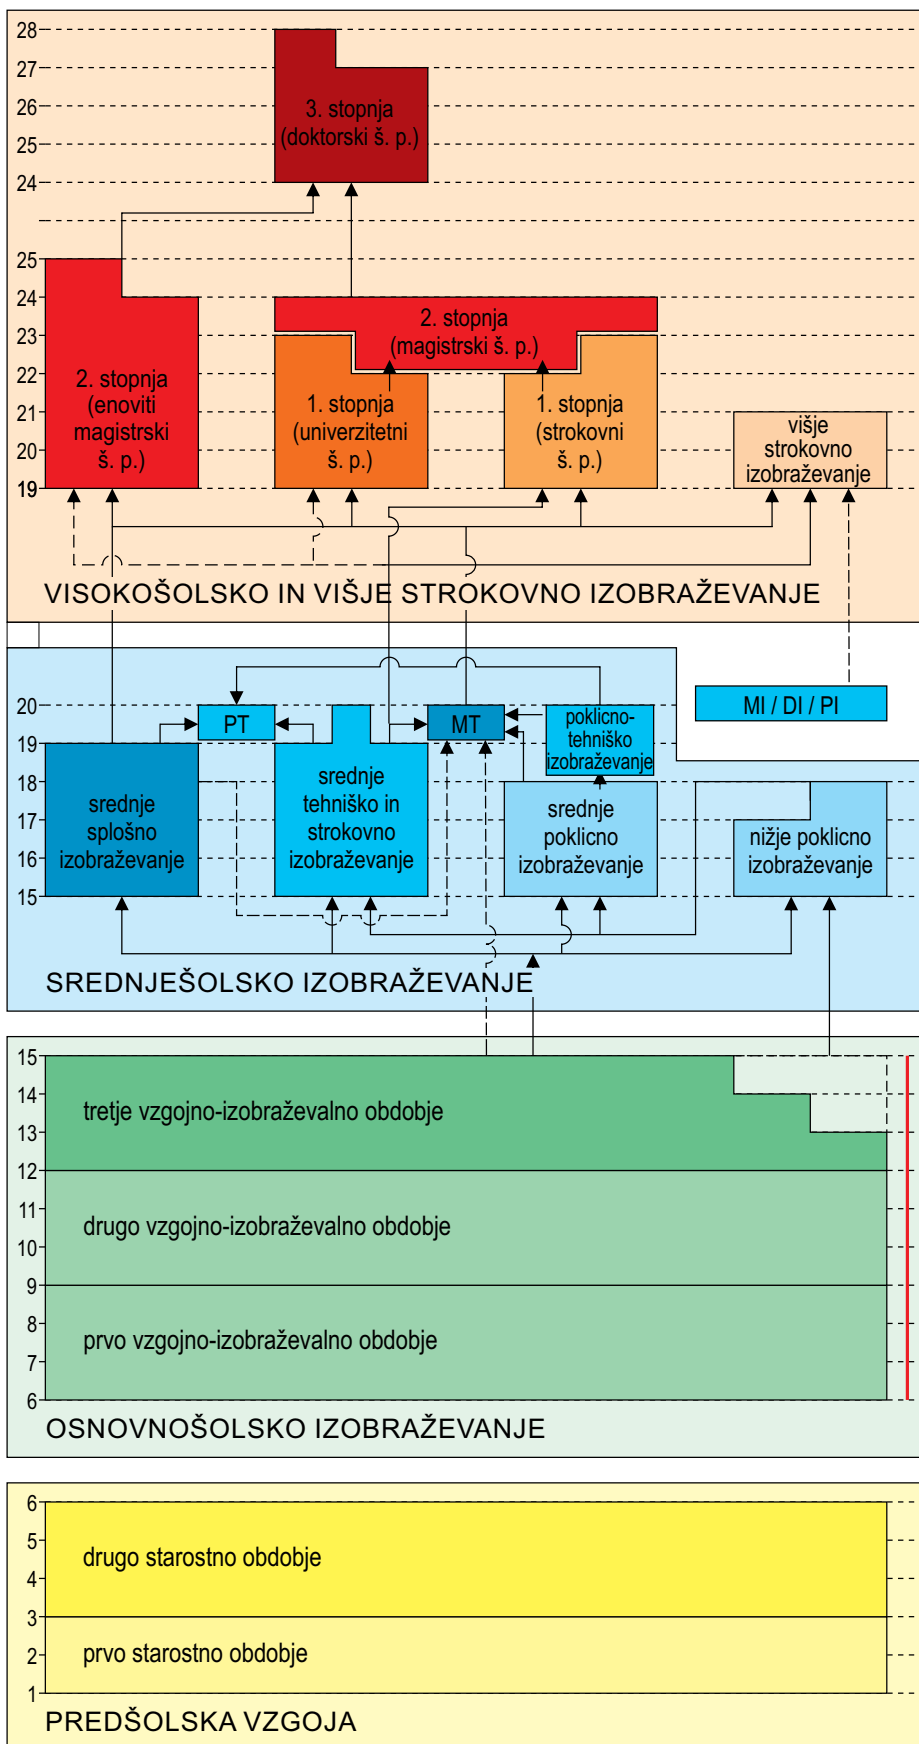 28
27
26
25
24
3. stopnja
(doktorski š. p.)
25
24
23
22
21
20
19
2. stopnja
(enoviti
magistrski
š. p.)
2. stopnja
(magistrski š. p.)
1. stopnja
(univerzitetni
š. p.)
1. stopnja
(strokovni
š. p.)
višje
strokovno
izobraževanje
VISOKOŠOLSKO IN VIŠJE STROKOVNO IZOBRAŽEVANJE
MI / DI / PI
20
19
18
17
16
15
PT
MT
poklicno-
tehniško
izobraževanje
srednje
splošno
izobraževanje
srednje
tehniško in
strokovno
izobraževanje
srednje
poklicno
izobraževanje
nižje poklicno
izobraževanje
SREDNJEŠOLSKO IZOBRAŽEVANJE
15
14
13
12
11
10
9
8
7
6
tretje vzgojno-izobraževalno obdobje
drugo vzgojno-izobraževalno obdobje
prvo vzgojno-izobraževalno obdobje
OSNOVNOŠOLSKO IZOBRAŽEVANJE
6
5
4
3
2
1
drugo starostno obdobje
prvo starostno obdobje
PREDŠOLSKA VZGOJA